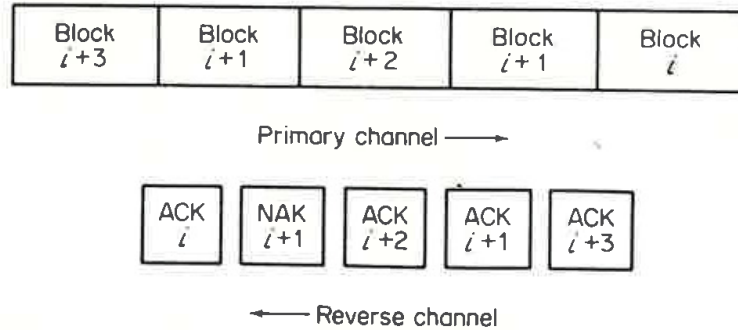 Block Block Block Block Block
i+3 i+1 i+2 i+1 i
Primary channel
ACK NAK ACK ACK ACK
i i+1 i+2 i+1 i+3
Reverse channel